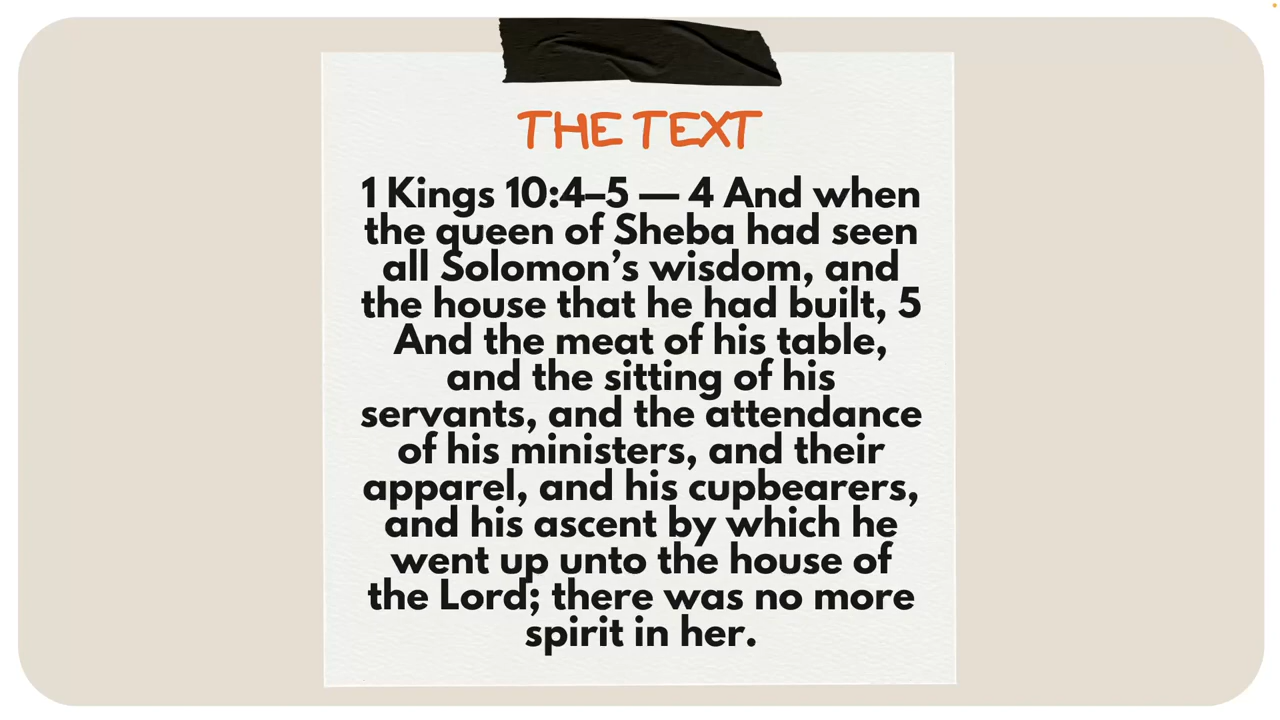 THE TEXT
1 Kings 10:4–5 — 4 And when
the queen of Sheba had seen
all Solomon’s wisdom, and
the house that he had built, 5
And the meat of his table,
and the sitting of his
servants, and the attendance
of his ministers, and their
apparel, and his cupbearers,
and his ascent by which he
went up unto the house of
the Lord; there was no more
spirit in her.